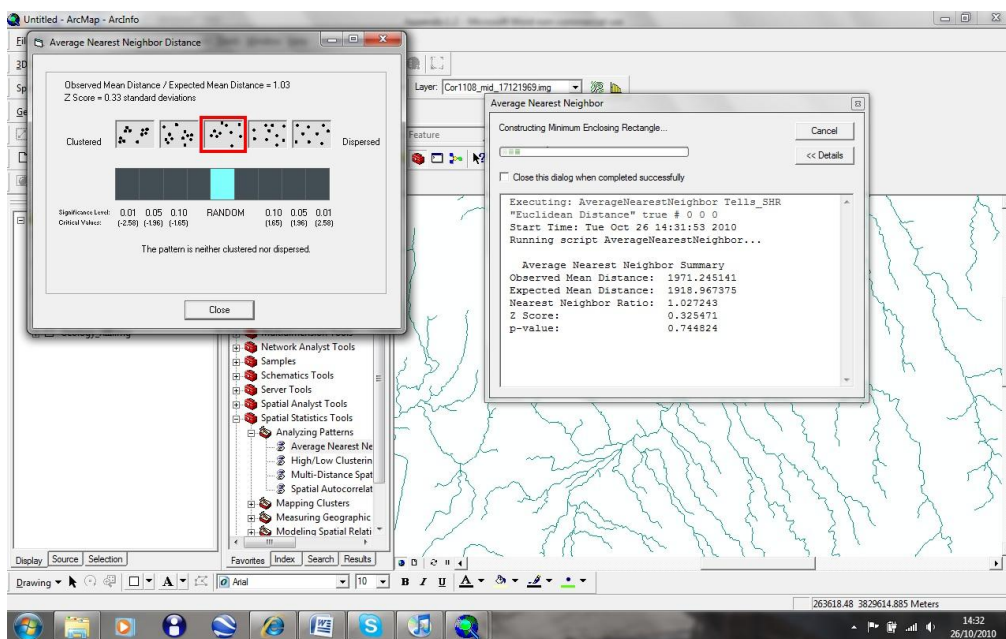 Untitled - ArcMap - ArcInfo
Average Nearest Neighbor Distance
Observed Mean Distance / Expected Mean Distance = 1.03
Z Score = 0.33 standard deviations
Clustered
Dispersed
Significance Level: 0.01 0.05 0.10 RANDOM 0.10 0.05 0.01
Critical Values: (-2.58) (-1.96) (-1.65) (1.65) (1.96) (2.58)
The pattern is neither clustered nor dispersed.
Close
Layer: Cor1108_mid_17121969.img
Average Nearest Neighbor
Constructing Minimum Enclosing Rectangle...
Cancel
<< Details
Close this dialog when completed successfully
Executing: AverageNearestNeighbor Tells_SHR
"Euclidean Distance" true # 0 0 0
Start Time: Tue Oct 26 14:31:53 2010
Running script AverageNearestNeighbor...
Average Nearest Neighbor Summary
Observed Mean Distance: 1971.245141
Expected Mean Distance: 1918.967375
Nearest Neighbor Ratio: 1.027243
Z Score: 0.325471
p-value: 0.744824
Network Analyst Tools
Samples
Schematics Tools
Server Tools
Spatial Analyst Tools
Spatial Statistics Tools
Analyzing Patterns
Average Nearest Ne
High/Low Clusterin
Multi-Distance Spat
Spatial Autocorrelat
Mapping Clusters
Measuring Geographic
Modeling Spatial Relati
Display Source Selection
Favorites Index Search Results
Drawing A Arial 10 B I U A
263618.48 3829614.885 Meters
14:32
26/10/2010